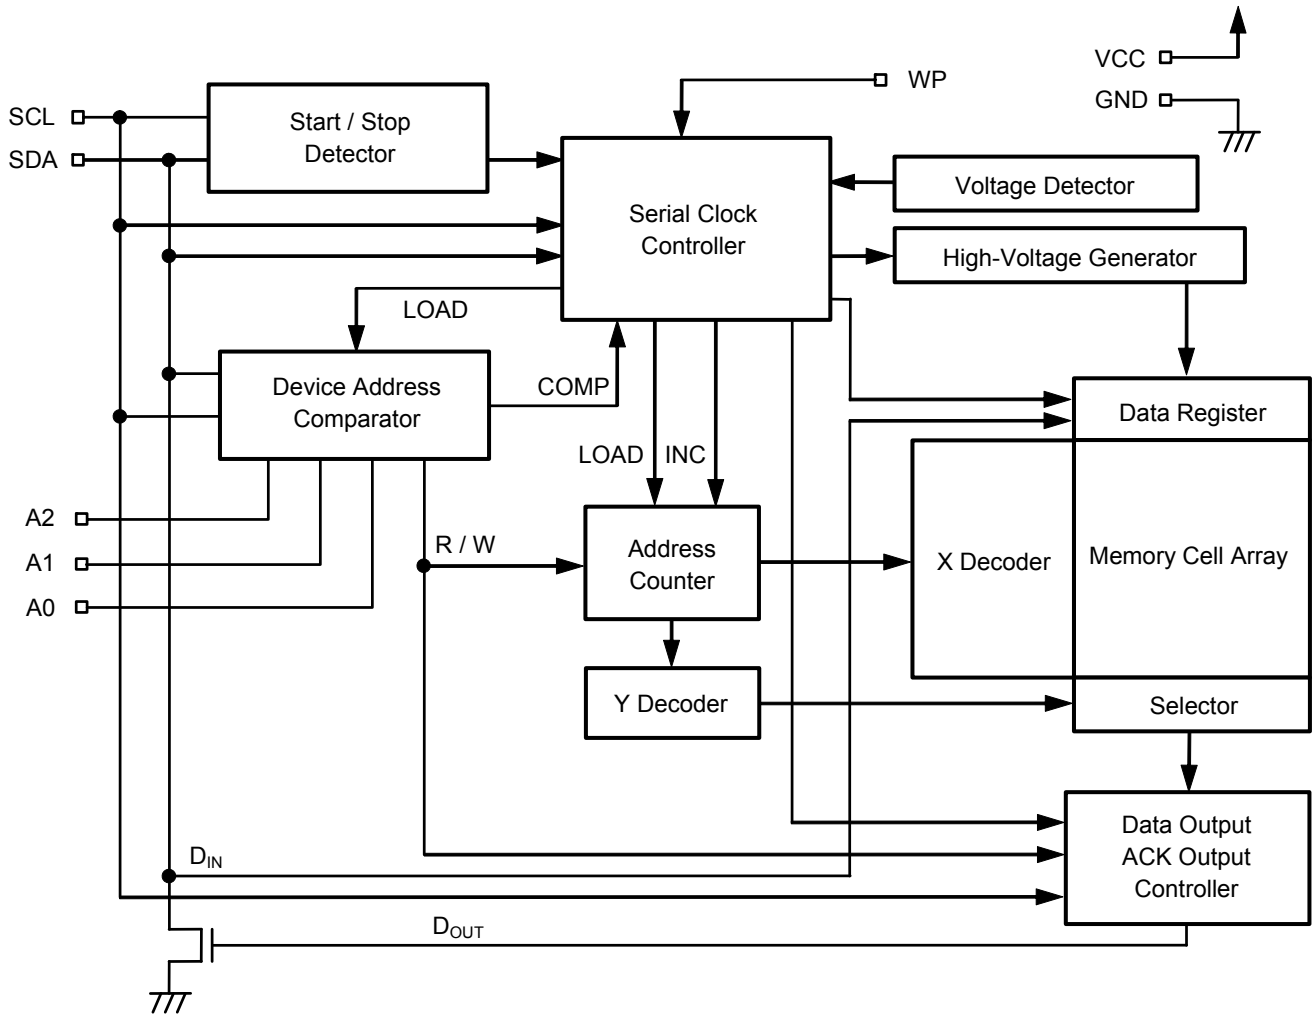 VCC
WP
GND
SCL
SDA
Start / Stop
Detector
Voltage Detector
Serial Clock
Controller
High-Voltage Generator
LOAD
Device Address
Comparator
COMP
Data Register
LOAD
INC
A2
A1
A0
R / W
Address
Counter
X Decoder
Memory Cell Array
Y Decoder
Selector
Data Output
ACK Output
Controller
DIN
DOUT